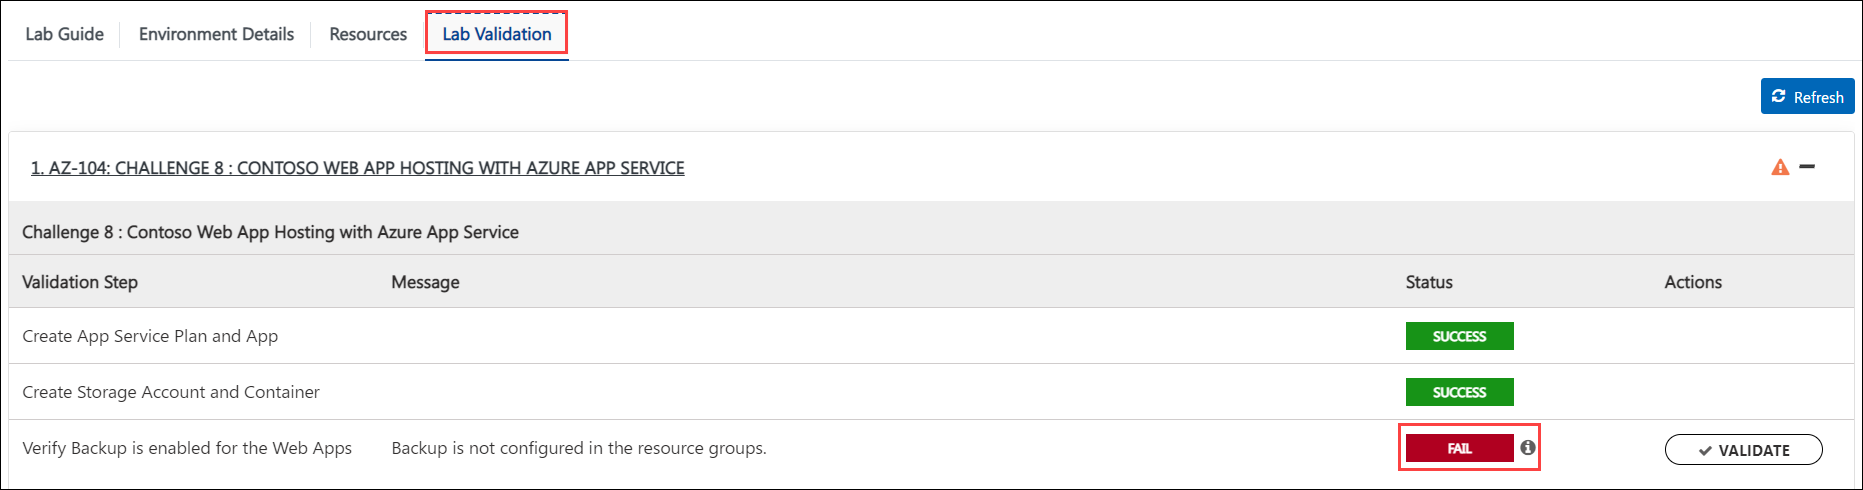 Lab Guide Environment Details Resources Lab Validation
Refresh
1. AZ-104: CHALLENGE 8 : CONTOSO WEB APP HOSTING WITH AZURE APP SERVICE
Challenge 8 : Contoso Web App Hosting with Azure App Service
Validation Step Message Status Actions
Create App Service Plan and App SUCCESS
Create Storage Account and Container SUCCESS
Verify Backup is enabled for the Web Apps Backup is not configured in the resource groups. FAIL VALIDATE